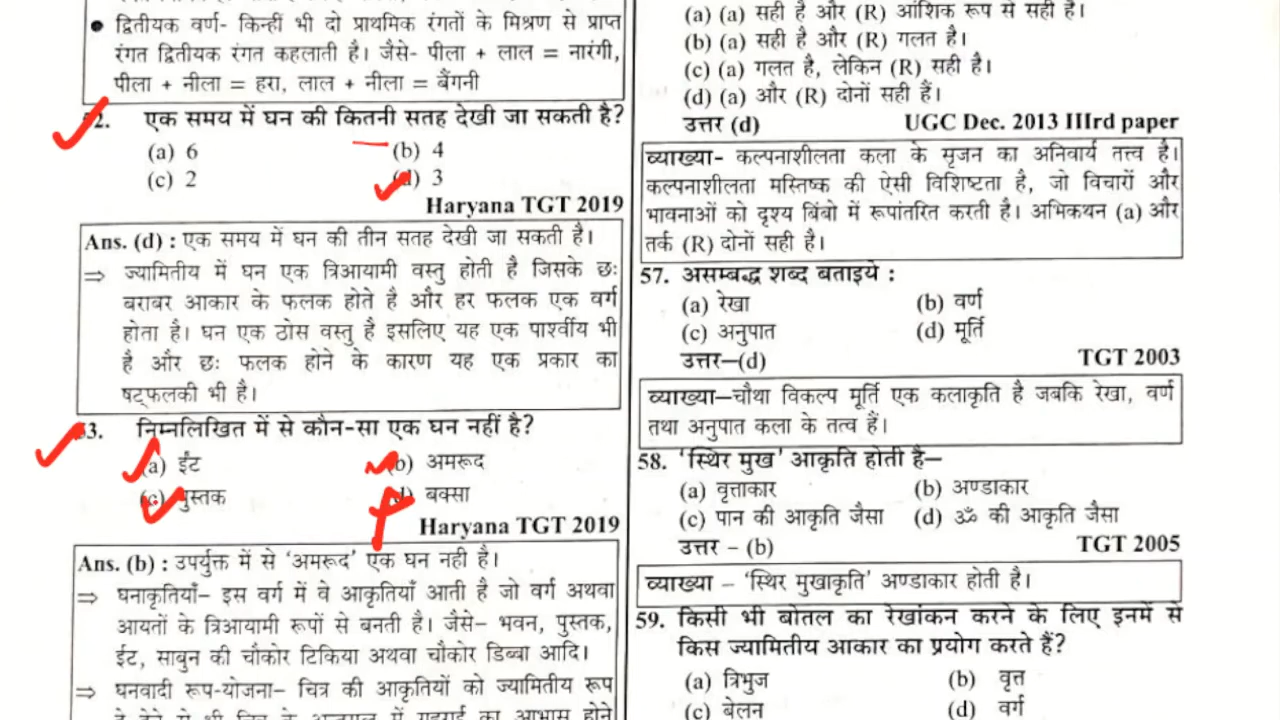 ● द्वितीयक वर्ण- किन्हीं भी दो प्राथमिक रंगतों के मिश्रण से प्राप्त
रंगत द्वितीयक रंगत कहलाती है। जैसे- पीला + लाल = नारंगी,
पीला + नीला = हरा, लाल + नीला = बैंगनी
52. एक समय में घन की कितनी सतह देखी जा सकती है?
(a) 6 (b) 4
(c) 2 (d) 3
Haryana TGT 2019
Ans. (d) : एक समय में घन की तीन सतह देखी जा सकती है।
⇒ ज्यामितीय में घन एक त्रिआयामी वस्तु होती है जिसके छः
बराबर आकार के फलक होते है और हर फलक एक वर्ग
होता है। घन एक ठोस वस्तु है इसलिए यह एक पार्श्वीय भी
है और छः फलक होने के कारण यह एक प्रकार का
षट्फलकी भी है।
53. निम्नलिखित में से कौन-सा एक घन नहीं है?
(a) ईंट (b) अमरूद
(c) पुस्तक (d) बक्सा
Haryana TGT 2019
Ans. (b) : उपर्युक्त में से ‘अमरूद’ एक घन नही है।
⇒ घनाकृतियाँ– इस वर्ग में वे आकृतियाँ आती है जो वर्ग अथवा
आयतों के त्रिआयामी रूपों से बनती है। जैसे– भवन, पुस्तक,
ईंट, साबुन की चौकोर टिकिया अथवा चौकोर डिब्बा आदि।
⇒ घनवादी रूप-योजना– चित्र की आकृतियों को ज्यामितीय रूप
(a) (a) सही है और (R) आंशिक रूप से सही है।
(b) (a) सही है और (R) गलत है।
(c) (a) गलत है, लेकिन (R) सही है।
(d) (a) और (R) दोनों सही हैं।
उत्तर (d) UGC Dec. 2013 IIIrd paper
व्याख्या- कल्पनाशीलता कला के सृजन का अनिवार्य तत्त्व है।
कल्पनाशीलता मस्तिष्क की ऐसी विशिष्टता है, जो विचारों और
भावनाओं को दृश्य बिंबो में रूपांतरित करती है। अभिकथन (a) और
तर्क (R) दोनों सही है।
57. असम्बद्ध शब्द बताइये :
(a) रेखा (b) वर्ण
(c) अनुपात (d) मूर्ति
उत्तर–(d) TGT 2003
व्याख्या–चौथा विकल्प मूर्ति एक कलाकृति है जबकि रेखा, वर्ण
तथा अनुपात कला के तत्व हैं।
58. ‘स्थिर मुख’ आकृति होती है–
(a) वृत्ताकार (b) अण्डाकार
(c) पान की आकृति जैसा (d) ॐ की आकृति जैसा
उत्तर – (b) TGT 2005
व्याख्या – ‘स्थिर मुखाकृति’ अण्डाकार होती है।
59. किसी भी बोतल का रेखांकन करने के लिए इनमें से
किस ज्यामितीय आकार का प्रयोग करते हैं?
(a) त्रिभुज (b) वृत्त
(c) बेलन (d) वर्ग